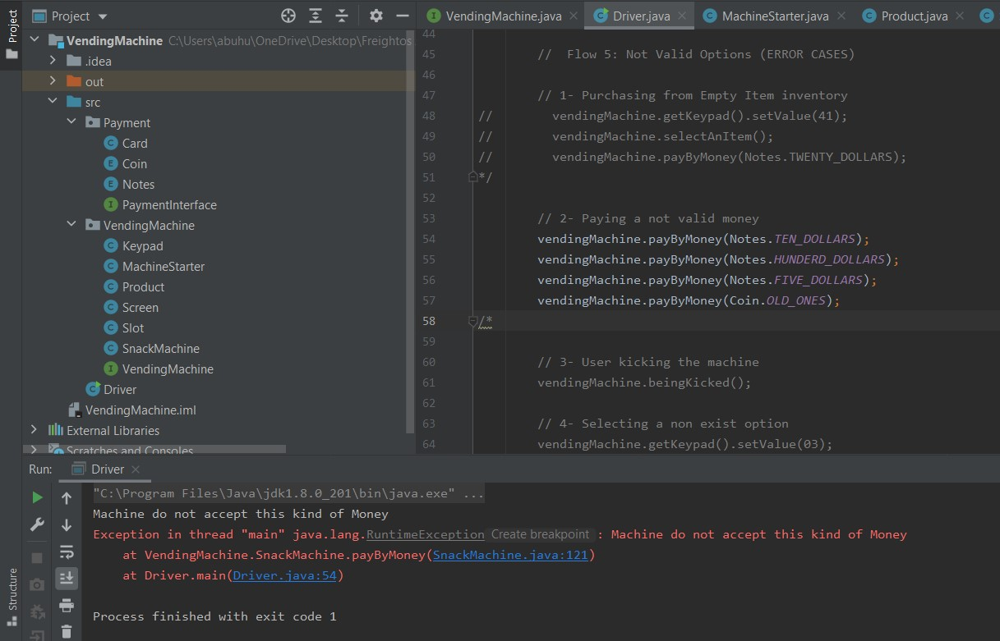 Project
Structure
Project
VendingMachine C:\Users\abuhu\OneDrive\Desktop\Freightos
.idea
out
src
Payment
C Card
E Coin
E Notes
I PaymentInterface
VendingMachine
C Keypad
C MachineStarter
C Product
C Screen
C Slot
C SnackMachine
I VendingMachine
C Driver
VendingMachine.iml
External Libraries
Scratches and Consoles
I VendingMachine.java C Driver.java C MachineStarter.java C Product.java C
44
45 // Flow 5: Not Valid Options (ERROR CASES)
46
47 // 1- Purchasing from Empty Item inventory
48 // vendingMachine.getKeypad().setValue(41);
49 // vendingMachine.selectAnItem();
50 // vendingMachine.payByMoney(Notes.TWENTY_DOLLARS);
51 */
52
53 // 2- Paying a not valid money
54 vendingMachine.payByMoney(Notes.TEN_DOLLARS);
55 vendingMachine.payByMoney(Notes.HUNDERD_DOLLARS);
56 vendingMachine.payByMoney(Notes.FIVE_DOLLARS);
57 vendingMachine.payByMoney(Coin.OLD_ONES);
58 /*
59
60 // 3- User kicking the machine
61 vendingMachine.beingKicked();
62
63 // 4- Selecting a non exist option
64 vendingMachine.getKeypad().setValue(03);
Run: Driver
"C:\Program Files\Java\jdk1.8.0_201\bin\java.exe" ...
Machine do not accept this kind of Money
Exception in thread "main" java.lang.RuntimeException Create breakpoint : Machine do not accept this kind of Money
at VendingMachine.SnackMachine.payByMoney(SnackMachine.java:121)
at Driver.main(Driver.java:54)
Process finished with exit code 1